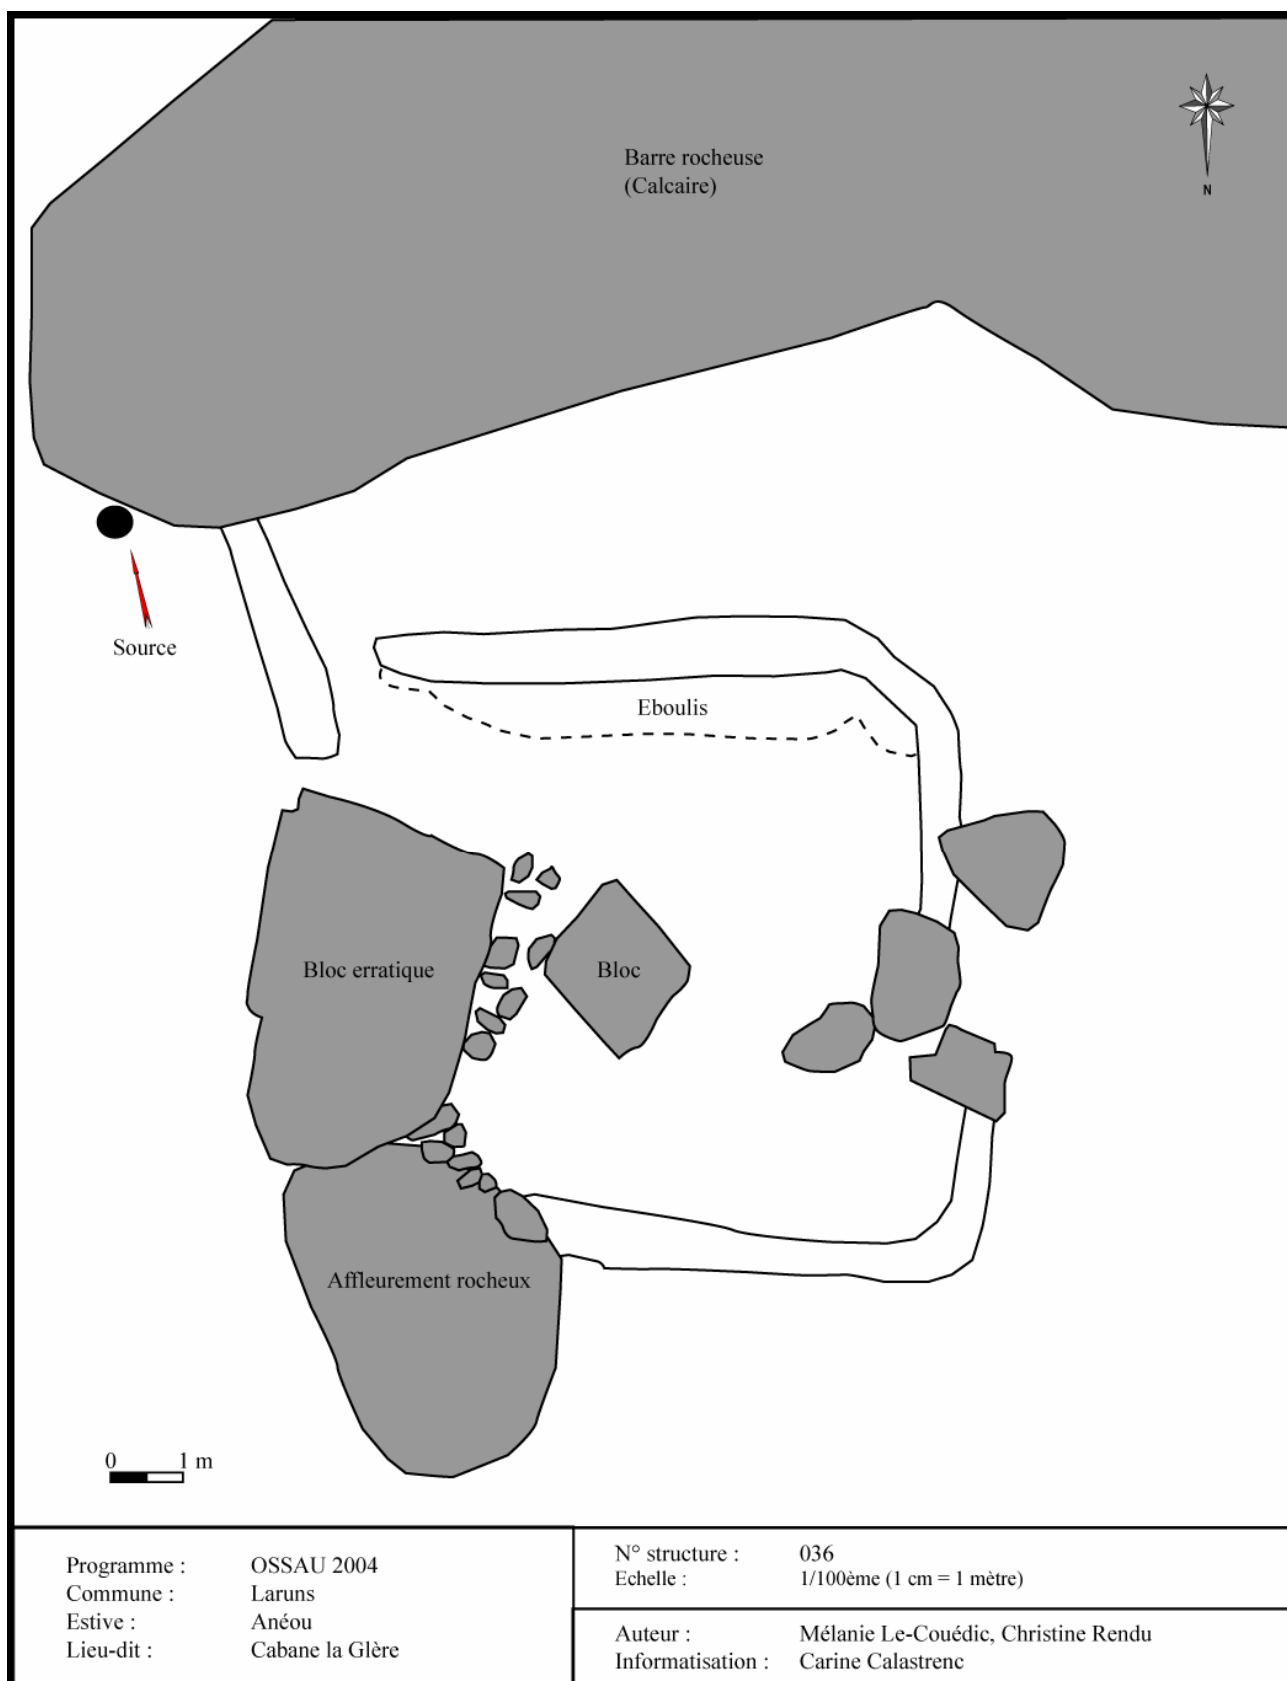 Barre rocheuse
(Calcaire)
N
Source
Eboulis
Bloc erratique
Bloc
Affleurement rocheux
0 1 m
Programme : OSSAU 2004
Commune : Laruns
Estive : Anéou
Lieu-dit : Cabane la Glère
N° structure : 036
Echelle : 1/100ème (1 cm = 1 mètre)
Auteur : Mélanie Le-Couédic, Christine Rendu
Informatisation : Carine Calastrenc